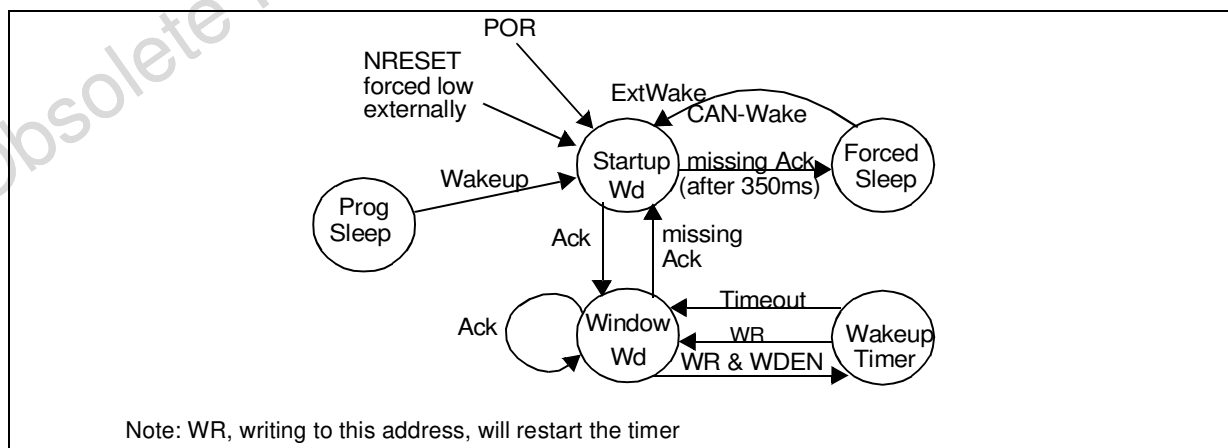 Obsolete
POR
NRESET
forced low
externally
ExtWake
CAN-Wake
Startup
Wd
missing Ack
(after 350ms)
Forced
Sleep
Wakeup
Prog
Sleep
Ack
missing
Ack
Timeout
Ack
Window
Wd
WR
WR & WDEN
Wakeup
Timer
Note: WR, writing to this address, will restart the timer